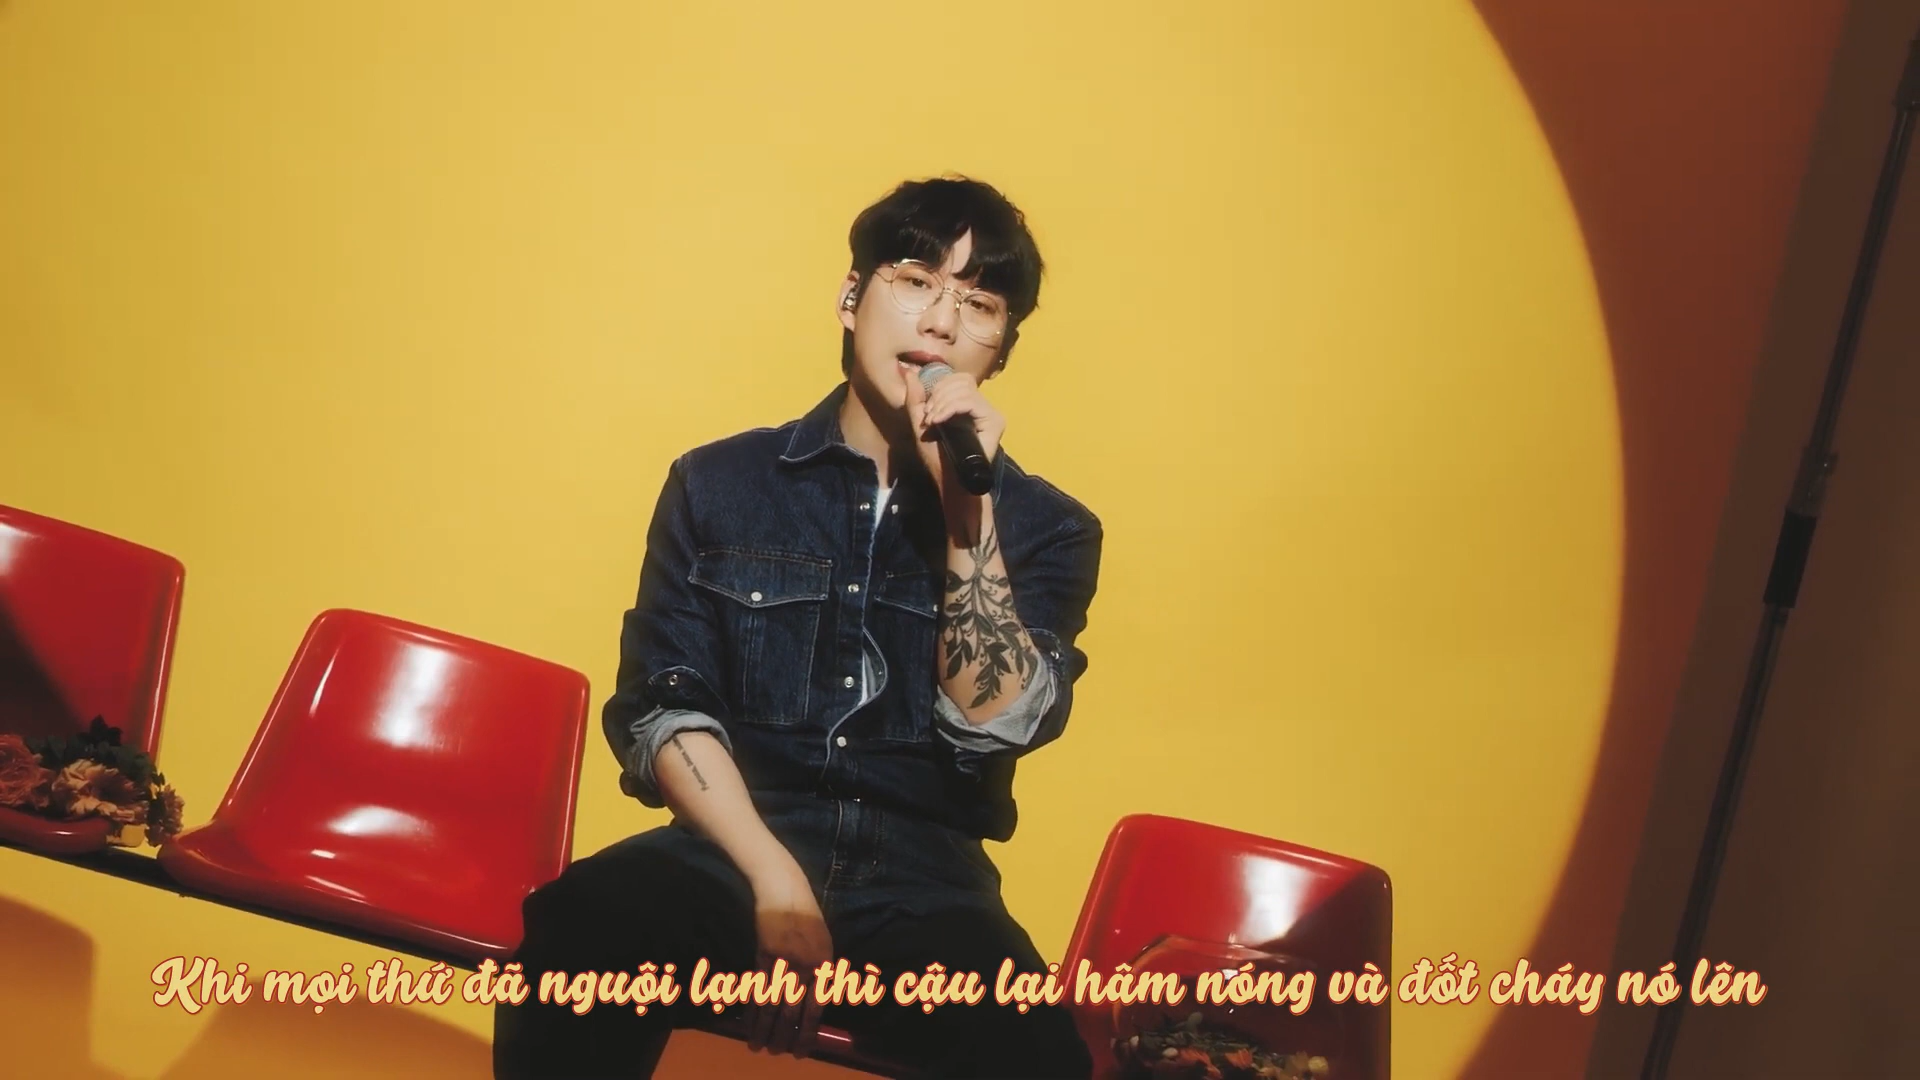 Khi mọi thứ đã nguội lạnh thì cậu lại hâm nóng và đốt cháy nó lên